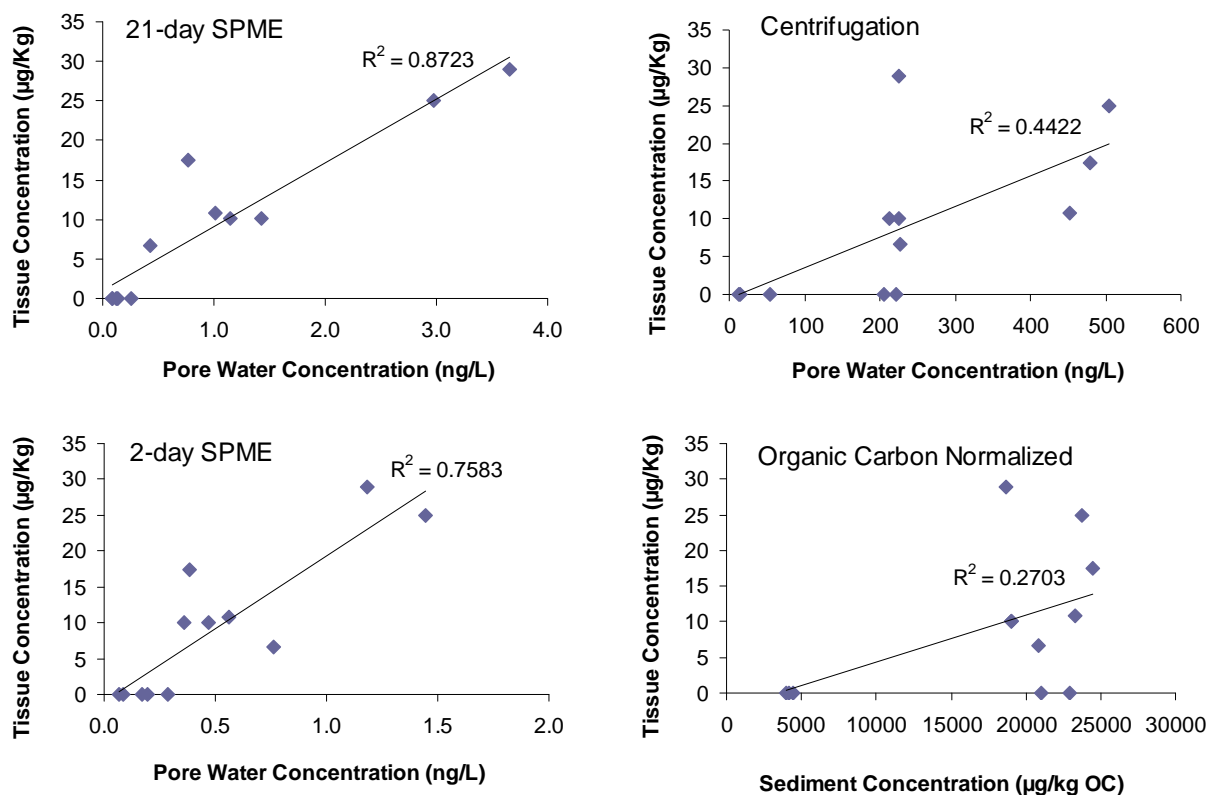 21-day SPME
R² = 0.8723
Tissue Concentration (µg/Kg)
35
30
25
20
15
10
5
0
0.0 1.0 2.0 3.0 4.0
Pore Water Concentration (ng/L)
Centrifugation
R² = 0.4422
Tissue Concentration (µg/Kg)
35
30
25
20
15
10
5
0
0 100 200 300 400 500 600
Pore Water Concentration (ng/L)
2-day SPME
R² = 0.7583
Tissue Concentration (µg/Kg)
35
30
25
20
15
10
5
0
0.0 0.5 1.0 1.5 2.0
Pore Water Concentration (ng/L)
Organic Carbon Normalized
R² = 0.2703
Tissue Concentration (µg/Kg)
35
30
25
20
15
10
5
0
0 5000 10000 15000 20000 25000 30000
Sediment Concentration (µg/kg OC)